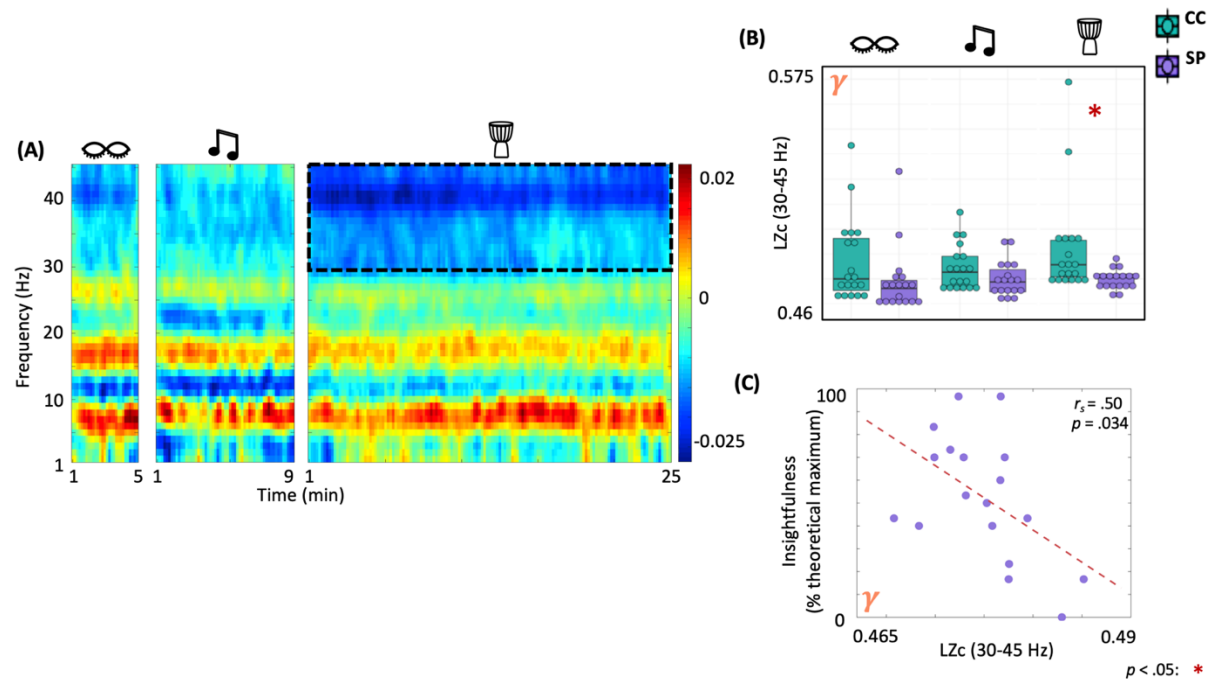 (A)
Frequency (Hz)
40
30
20
10
1
1
5
1
9
1
25
Time (min)
0.02
0
-0.025
(B)
CC
SP
γ
LZc (30-45 Hz)
0.575
0.46
*
(C)
Insightfulness
(% theoretical maximum)
100
0
rs = .50
p = .034
γ
0.465
0.49
LZc (30-45 Hz)
p < .05: *